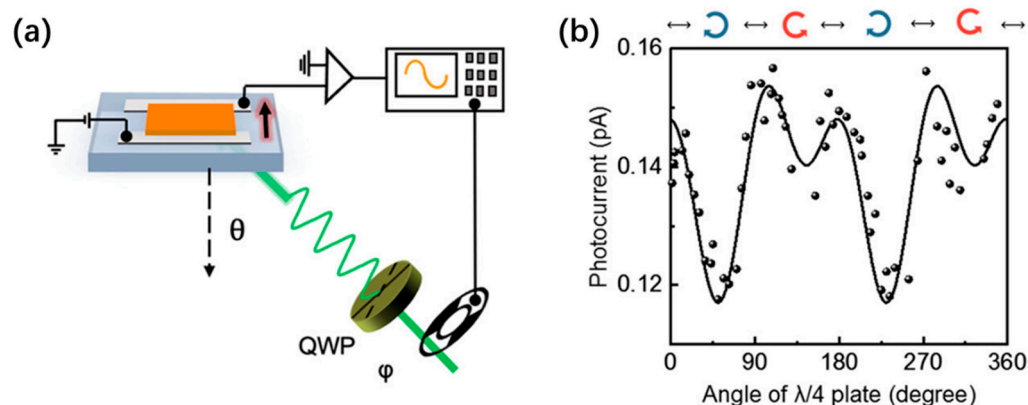 (a)
θ
QWP
φ
(b)
0.16
0.14
0.12
Photocurrent (pA)
0 90 180 270 360
Angle of λ/4 plate (degree)